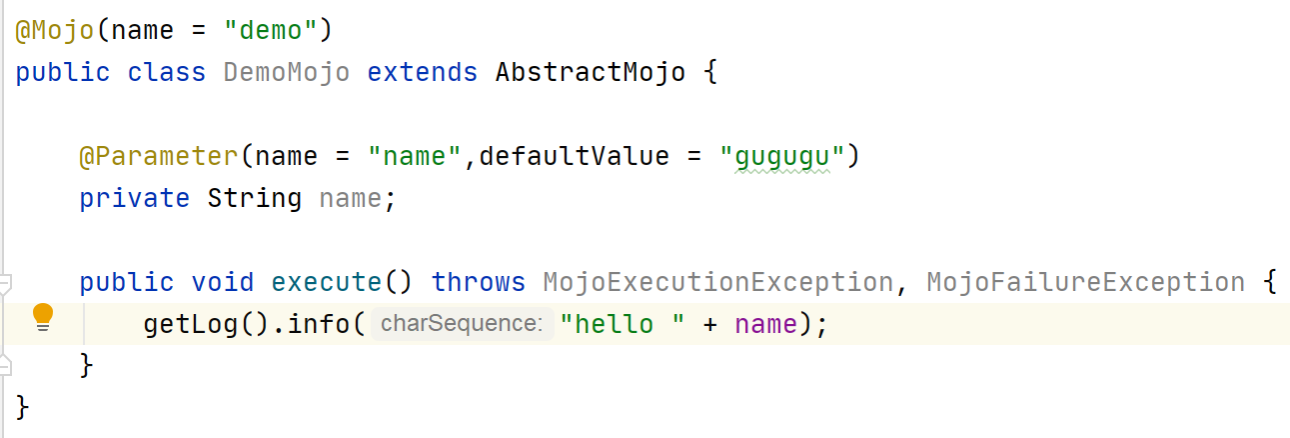 @Mojo(name = "demo")
public class DemoMojo extends AbstractMojo {
@Parameter(name = "name",defaultValue = "gugugu")
private String name;
public void execute() throws MojoExecutionException, MojoFailureException {
getLog().info( charSequence: "hello " + name);
}
}